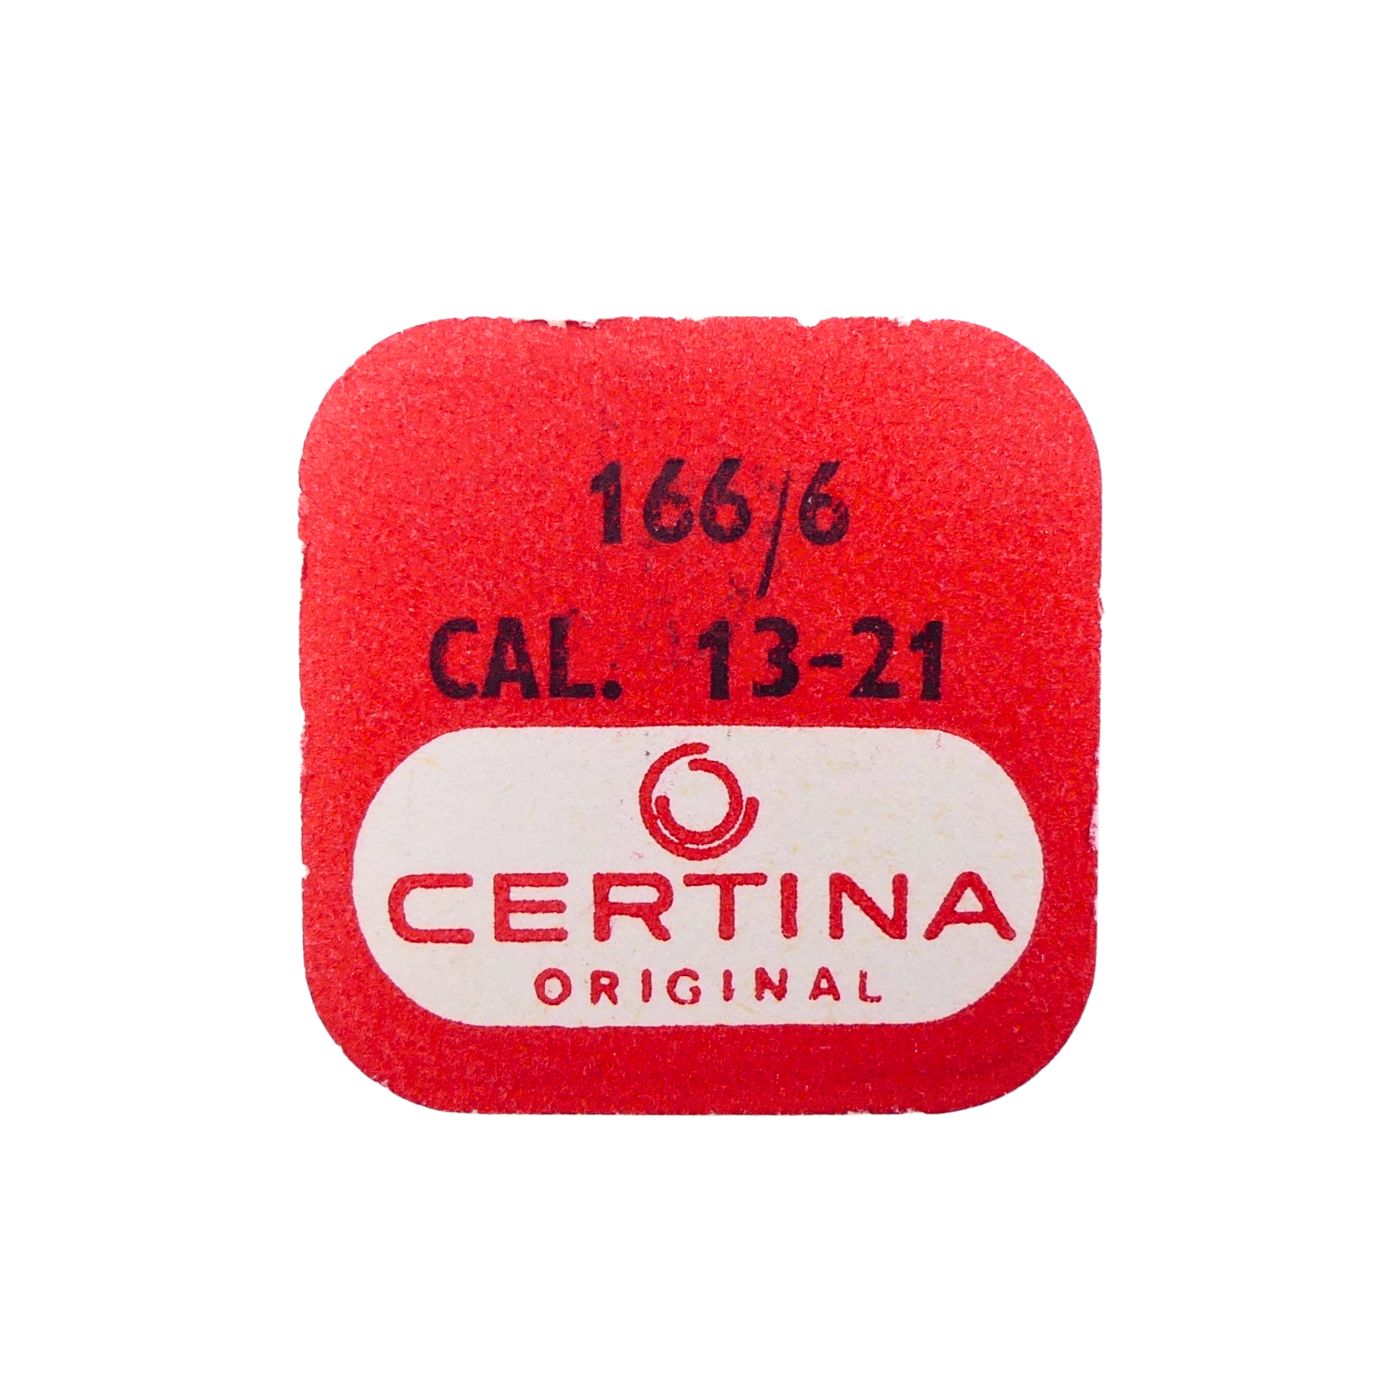 166/6
CAL. 13-21
CERTINA
ORIGINAL